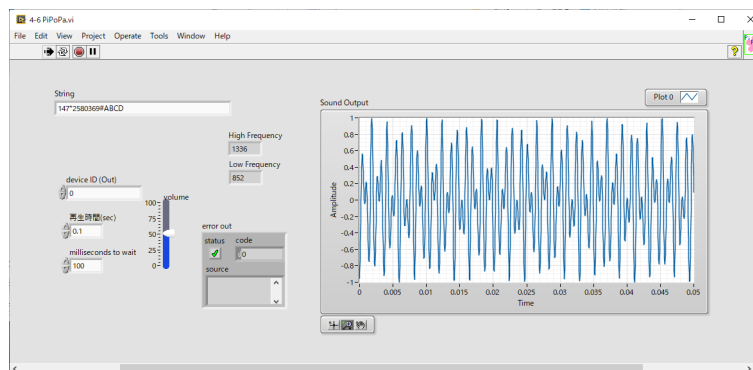 4-6 PiPoPa.vi
File Edit View Project Operate Tools Window Help
String
147*2580369#ABCD
High Frequency
1336
Low Frequency
852
device ID (Out)
0
再生時間(sec)
0.1
milliseconds to wait
100
volume
100
75
50
25
0
error out
status code
0
source
Sound Output
Plot 0
Amplitude
1
0.8
0.6
0.4
0.2
0
-0.2
-0.4
-0.6
-0.8
-1
0 0.005 0.01 0.015 0.02 0.025 0.03 0.035 0.04 0.045 0.05
Time